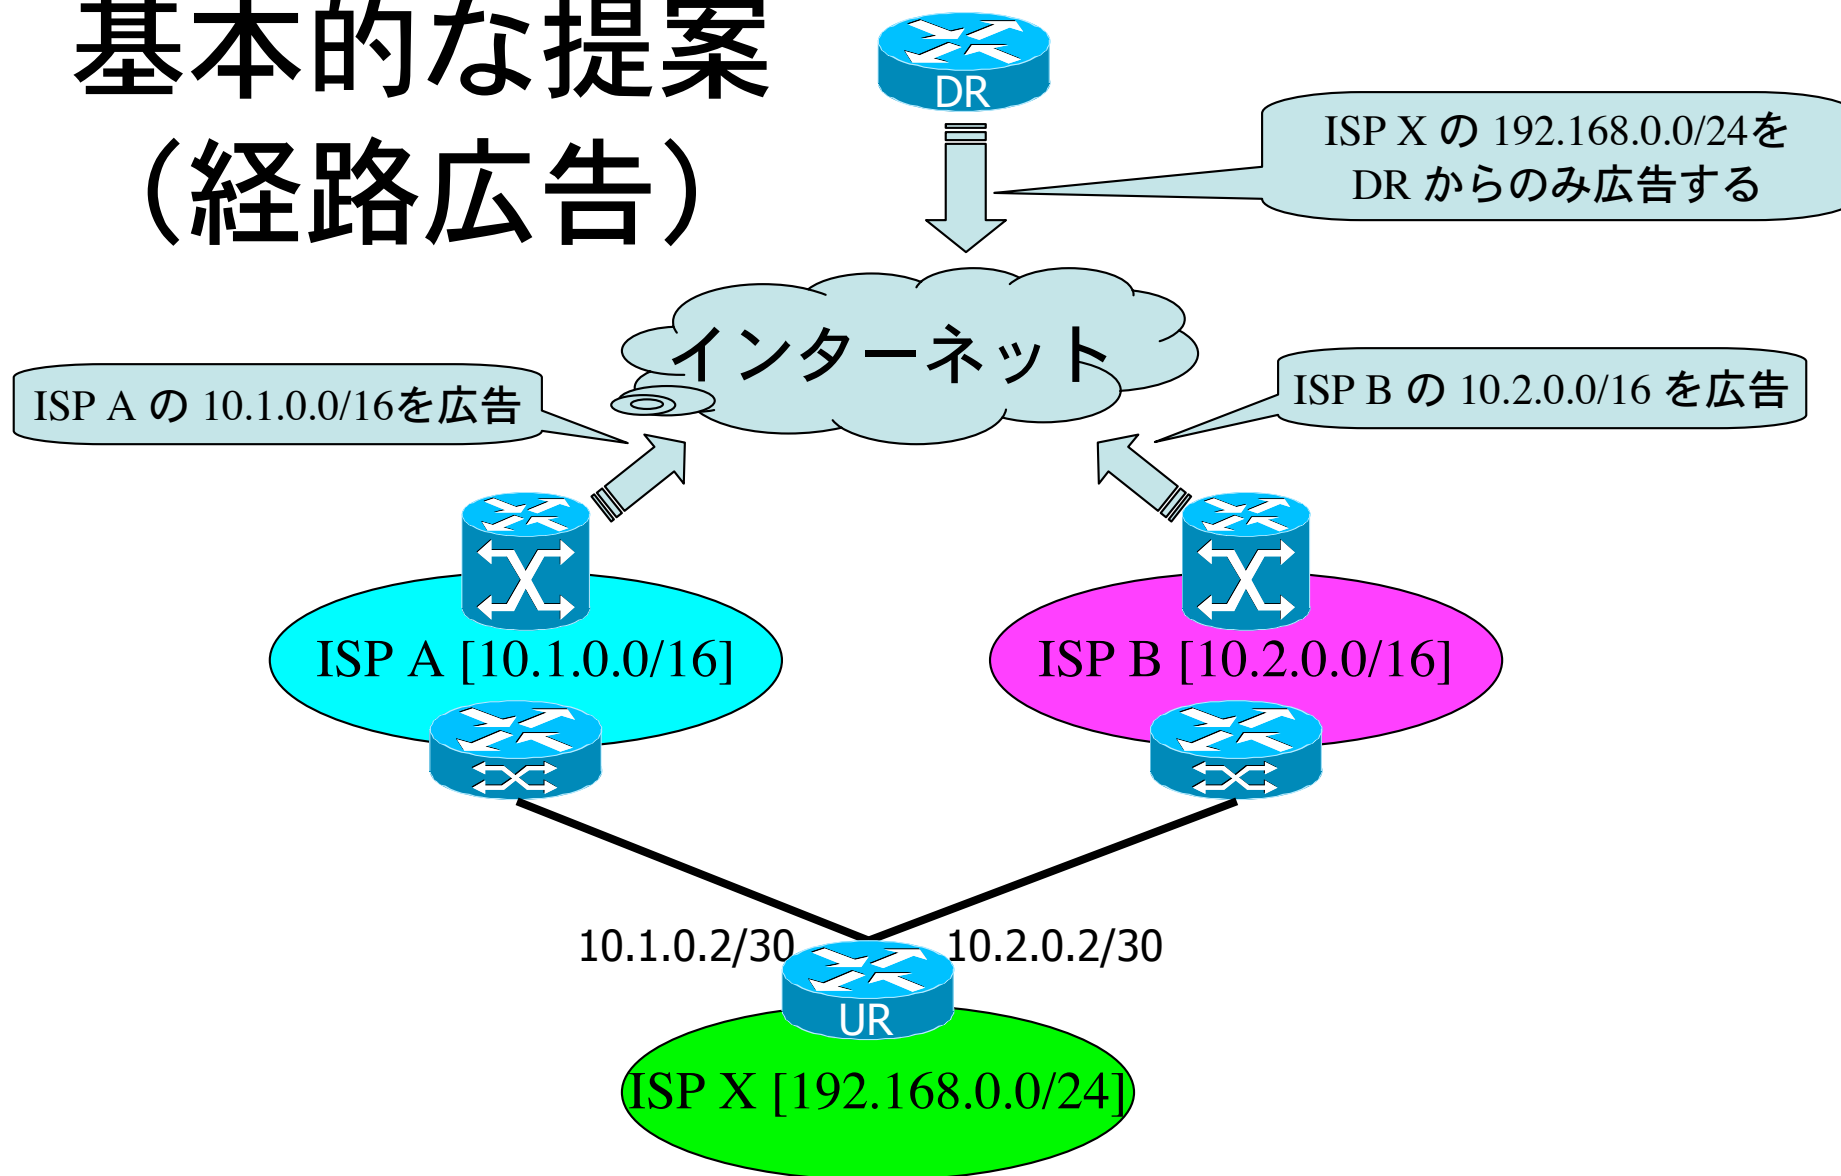 基本的な提案
（経路広告）
DR
ISP X の 192.168.0.0/24を
DR からのみ広告する
インターネット
ISP A の 10.1.0.0/16を広告
ISP B の 10.2.0.0/16 を広告
ISP A [10.1.0.0/16]
ISP B [10.2.0.0/16]
10.1.0.2/30
10.2.0.2/30
UR
ISP X [192.168.0.0/24]